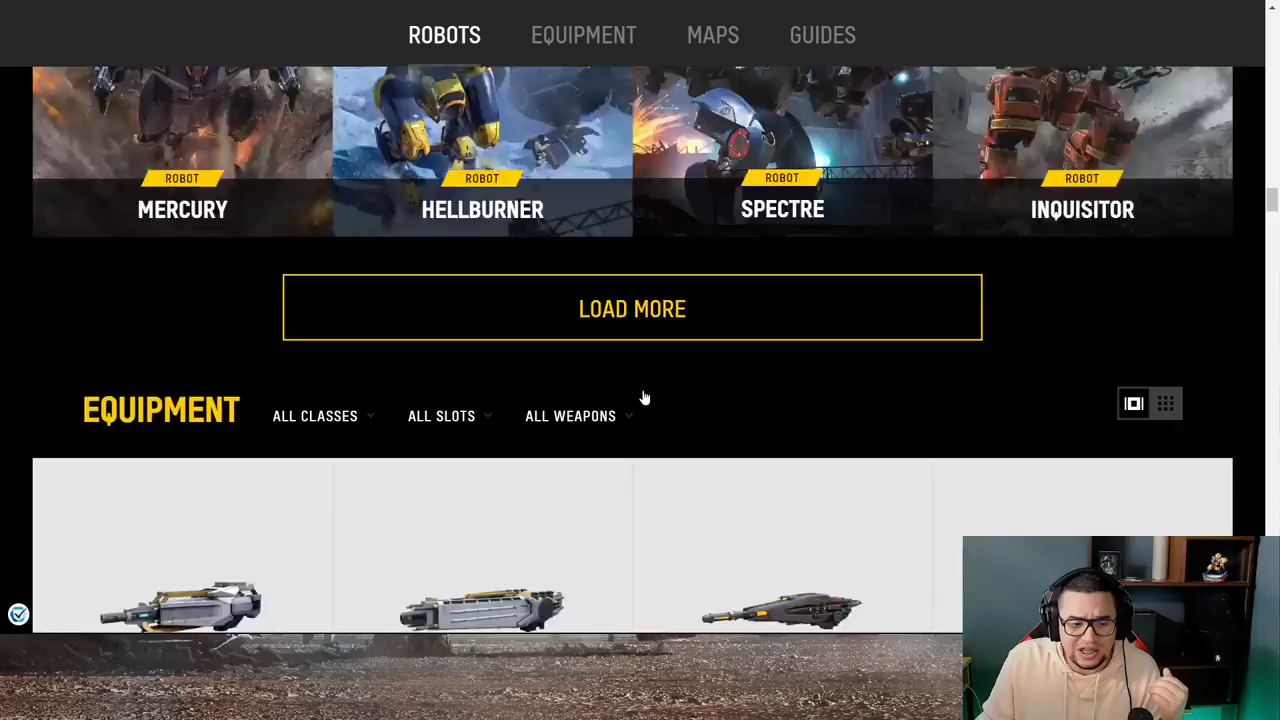 ROBOTS EQUIPMENT MAPS GUIDES
ROBOT ROBOT ROBOT ROBOT
MERCURY HELLBURNER SPECTRE INQUISITOR
LOAD MORE
EQUIPMENT ALL CLASSES ALL SLOTS ALL WEAPONS